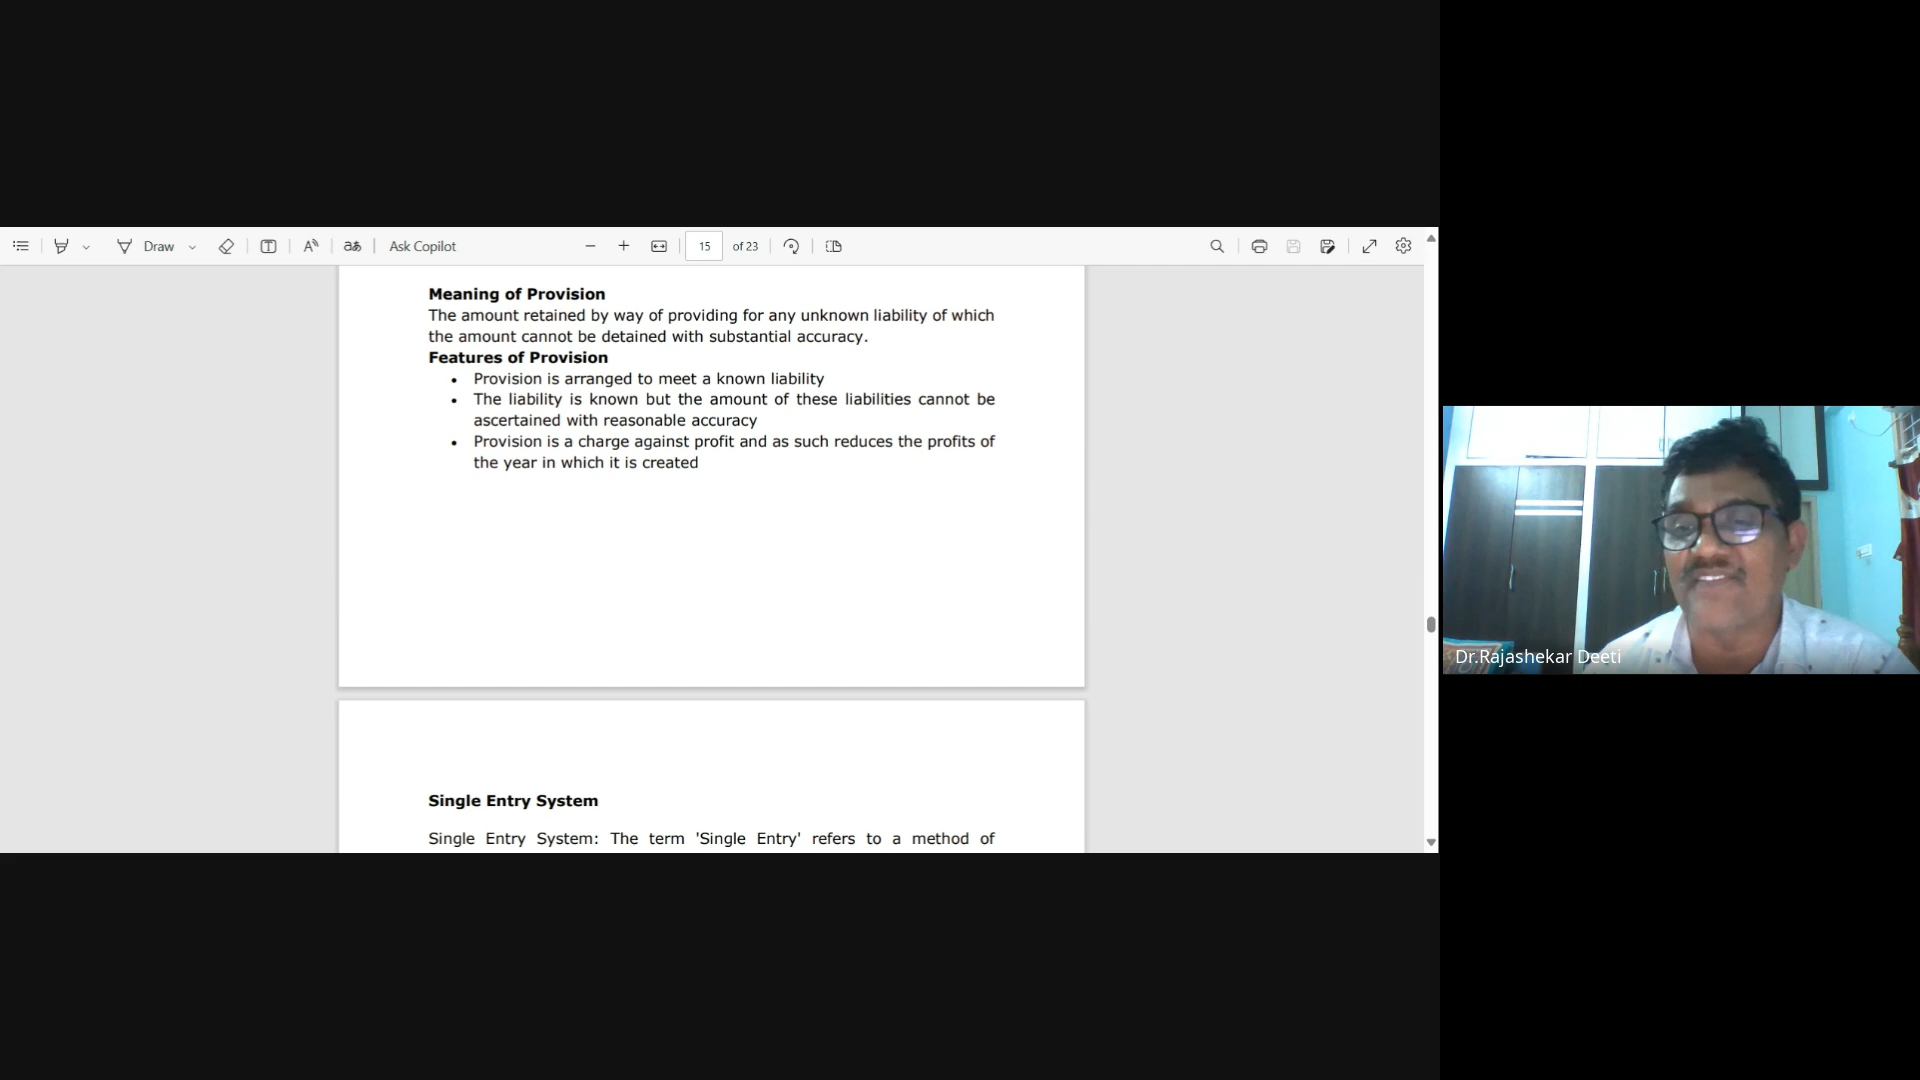 Draw
Ask Copilot
15 of 23
Meaning of Provision
The amount retained by way of providing for any unknown liability of which
the amount cannot be detained with substantial accuracy.
Features of Provision
• Provision is arranged to meet a known liability
• The liability is known but the amount of these liabilities cannot be
ascertained with reasonable accuracy
• Provision is a charge against profit and as such reduces the profits of
the year in which it is created
Single Entry System
Single Entry System: The term 'Single Entry' refers to a method of
Dr.Rajashekar Deeti